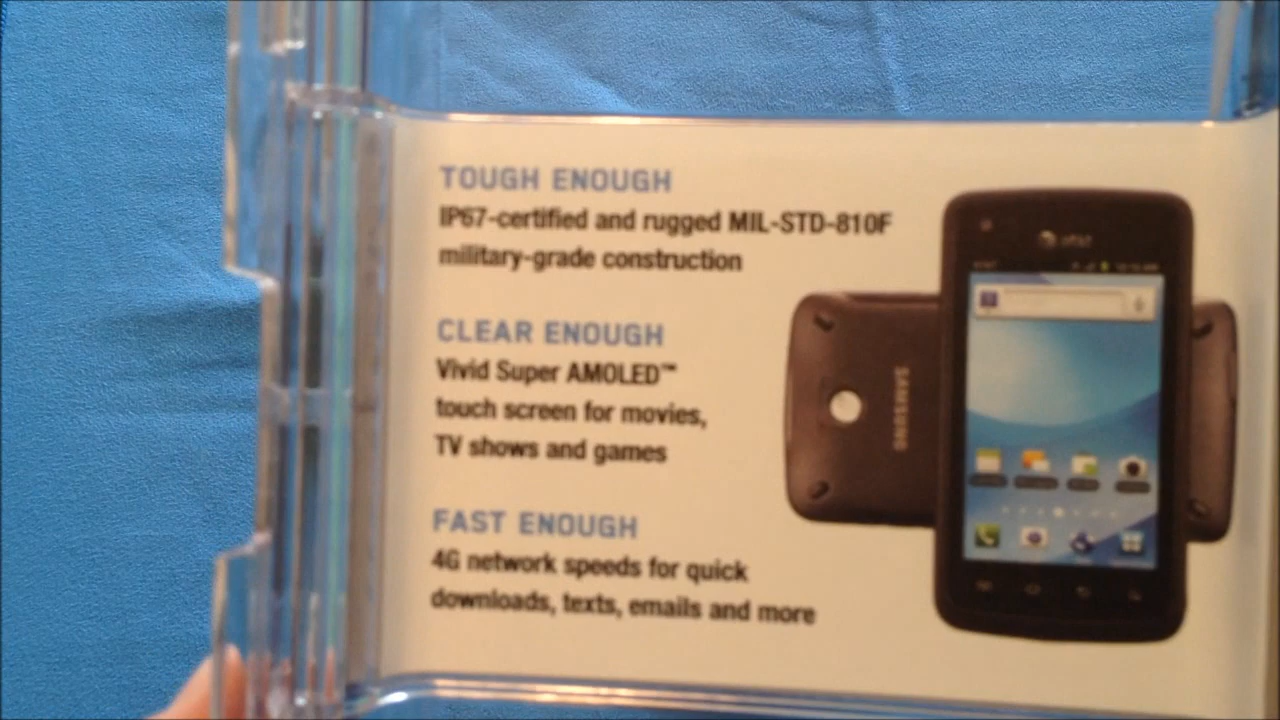 TOUGH ENOUGH
IP67-certified and rugged MIL-STD-810F
military-grade construction
CLEAR ENOUGH
Vivid Super AMOLED™
touch screen for movies,
TV shows and games
FAST ENOUGH
4G network speeds for quick
downloads, texts, emails and more
SAMSUNG
at&t